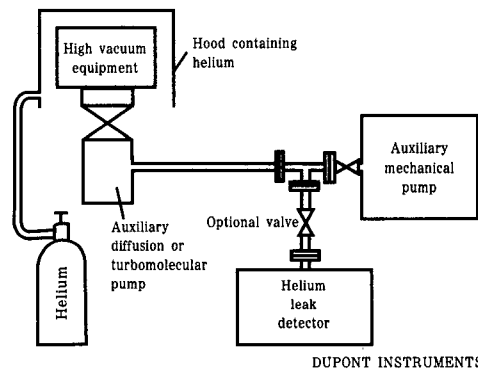 High vacuum
equipment
Hood containing
helium
Auxiliary
mechanical
pump
Optional valve
Auxiliary
diffusion or
turbomolecular
pump
Helium
Helium
leak
detector
DUPONT INSTRUMENTS